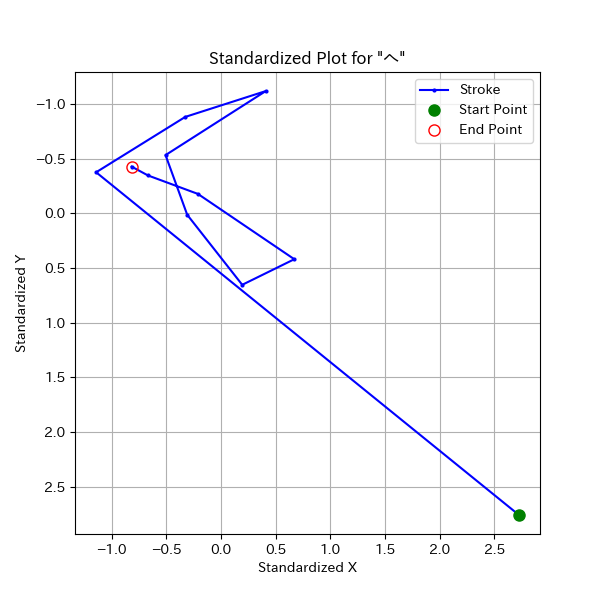 Standardized Plot for "へ"
Stroke
Start Point
End Point
−1.0
−0.5
0.0
0.5
1.0
1.5
2.0
2.5
Standardized Y
−1.0 −0.5 0.0 0.5 1.0 1.5 2.0 2.5
Standardized X